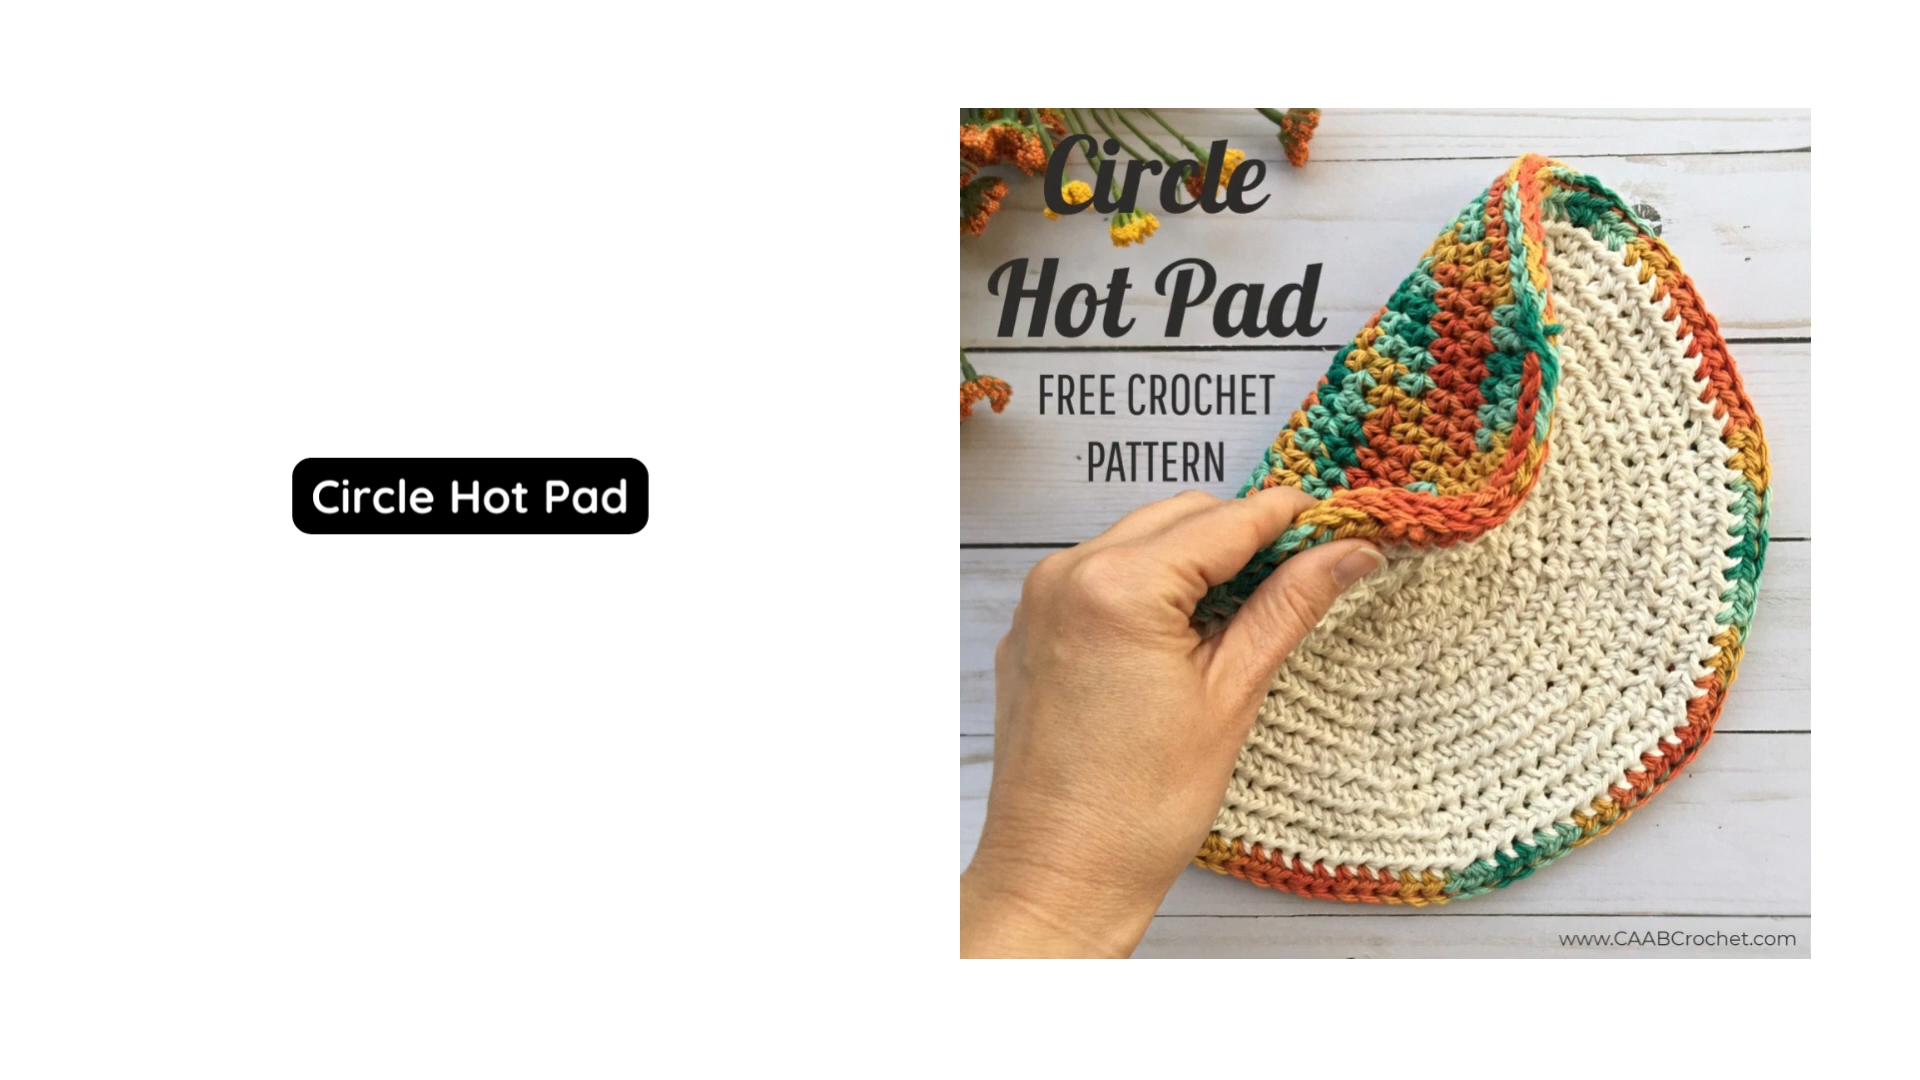 Circle Hot Pad
Circle
Hot Pad
FREE CROCHET
PATTERN
www.CAABCrochet.com